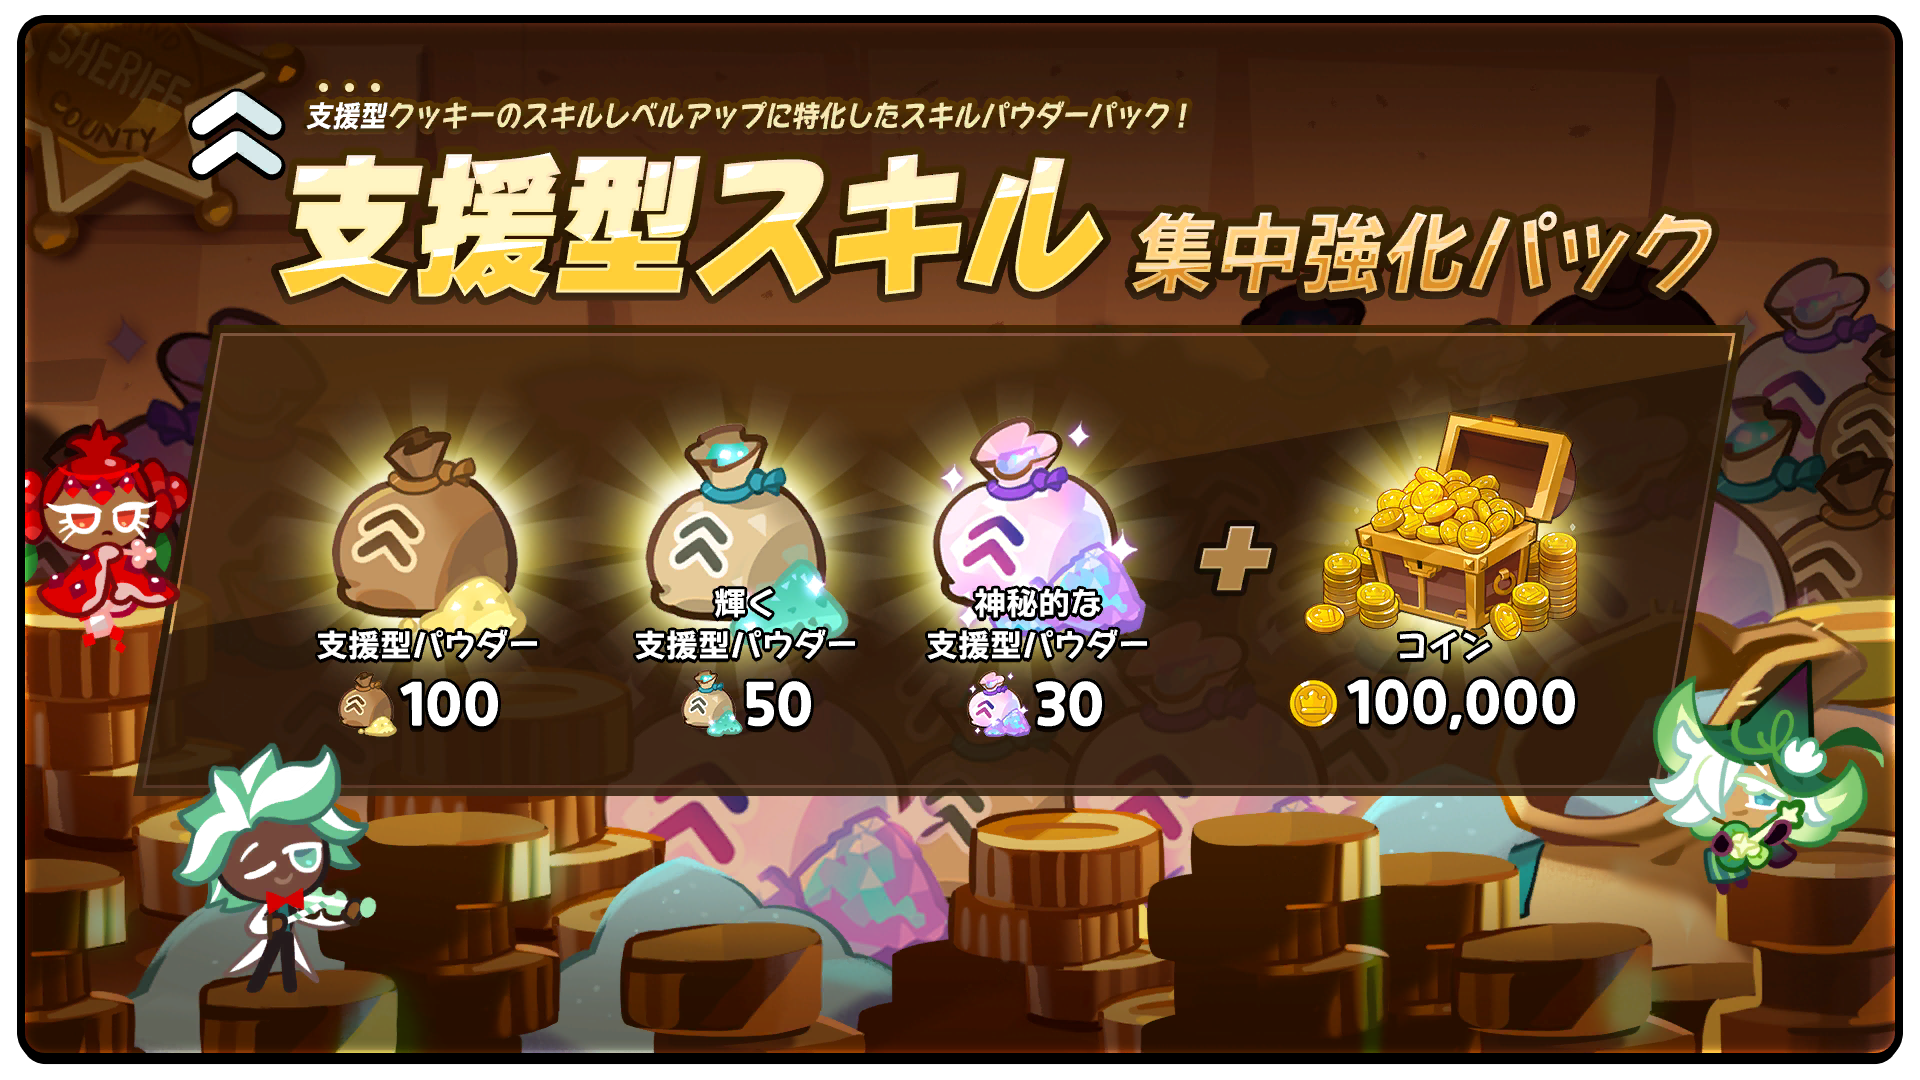 SHERIFF
COUNTY
支援型クッキーのスキルレベルアップに特化したスキルパウダーパック！
支援型スキル 集中強化パック
支援型パウダー
100
輝く
支援型パウダー
50
神秘的な
支援型パウダー
30
コイン
100,000